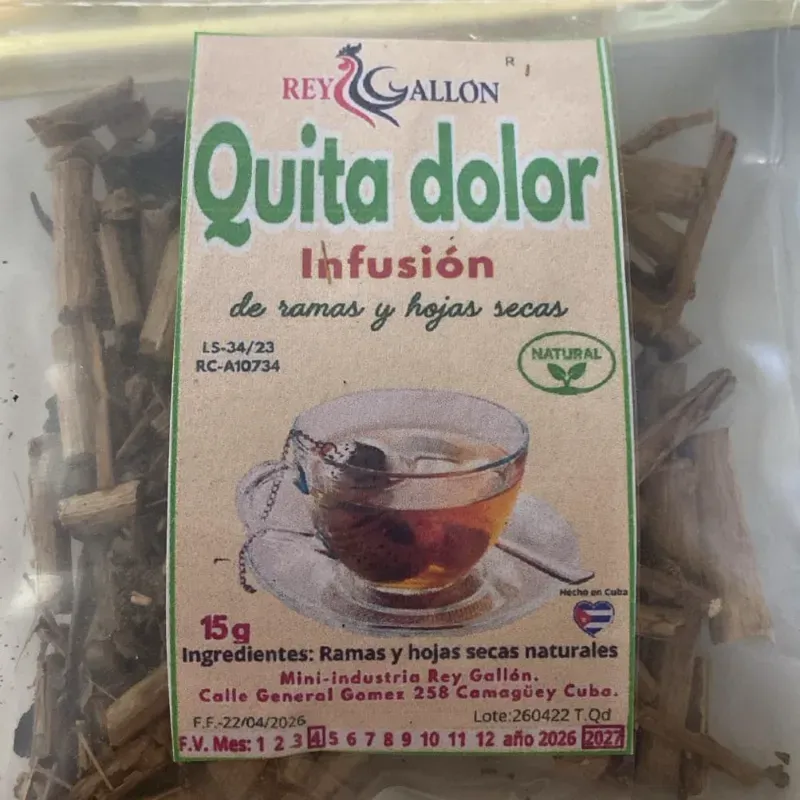 REY GALLÓN
R
Quita dolor
Infusión
de ramas y hojas secas
LS-34/23
RC-A10734
NATURAL
Hecho en Cuba
15g
Ingredientes: Ramas y hojas secas naturales
Mini-industria Rey Gallón.
Calle General Gomez 258 Camagüey Cuba.
F.F.-22/04/2026
Lote:260422 T.Qd
F.V. Mes: 1 2 3 4 5 6 7 8 9 10 11 12 año 2026 2027